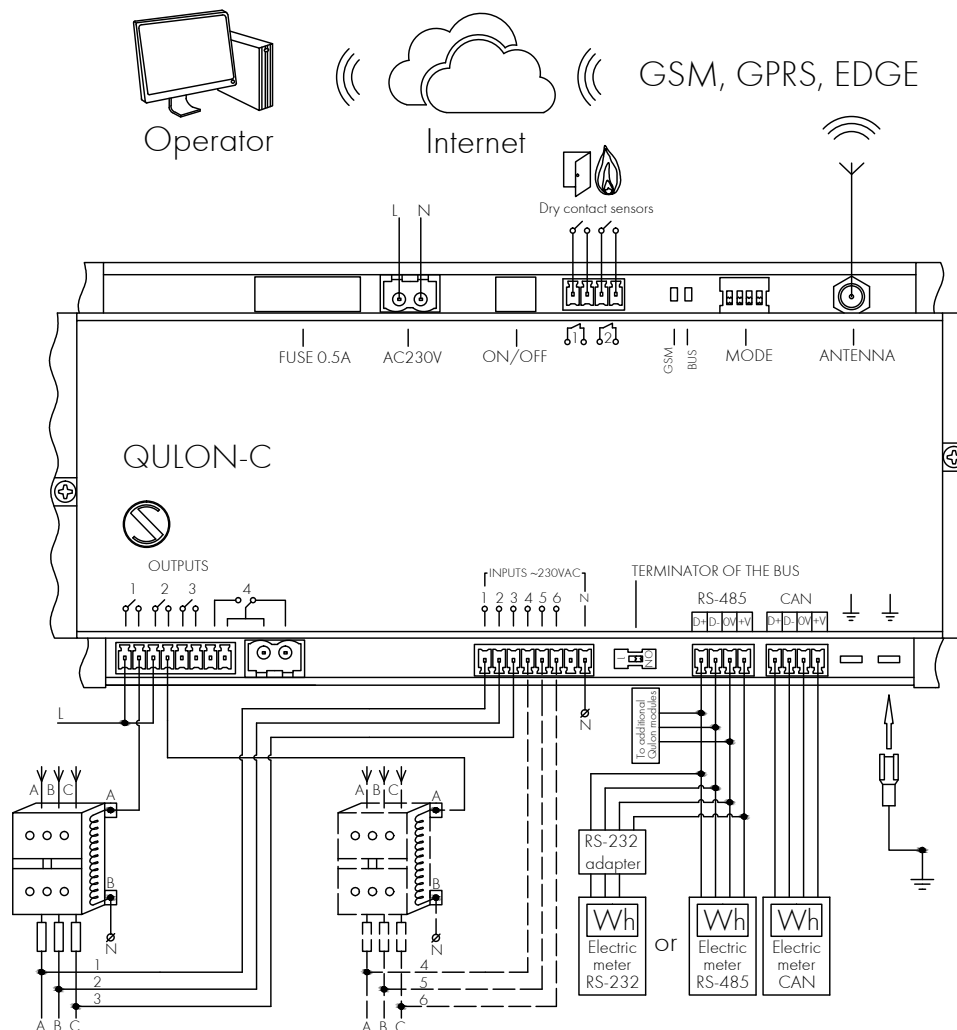 GSM, GPRS, EDGE
Operator
Internet
Dry contact sensors
L N
1 2
FUSE 0.5A
AC230V
ON/OFF
GSM
BUS
MODE
ANTENNA
QULON-C
OUTPUTS
1 2 3 4
INPUTS ~230VAC
1 2 3 4 5 6 N
TERMINATOR OF THE BUS
RS-485
D+ D- 0V +V
CAN
D+ D- 0V +V
1 ON
L
N
To additional
Qulon modules
A B C
A
B
N
1
2
3
A B C
A B C
A
B
N
4
5
6
A B C
RS-232
adapter
Wh
Electric
meter
RS-232
or
Wh
Electric
meter
RS-485
Wh
Electric
meter
CAN